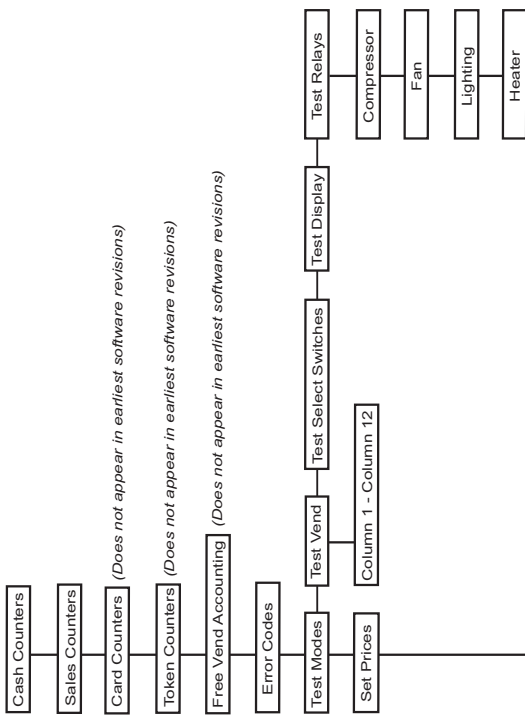 Cash Counters
Sales Counters
Card Counters (Does not appear in earliest software revisions)
Token Counters (Does not appear in earliest software revisions)
Free Vend Accounting (Does not appear in earliest software revisions)
Error Codes
Test Modes
Test Vend
Test Select Switches
Test Display
Test Relays
Set Prices
Column 1 - Column 12
Compressor
Fan
Lighting
Heater